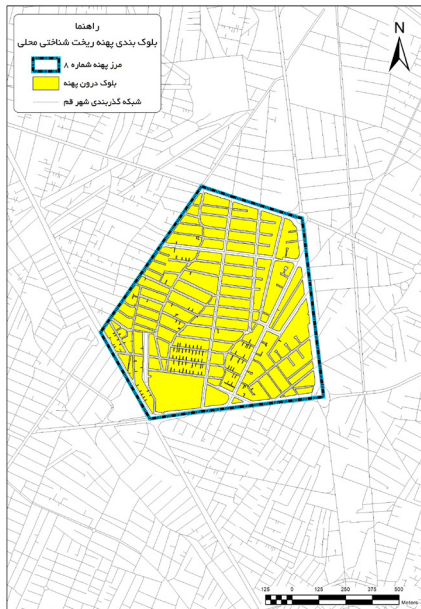 راهنما
بلوک بندی پهنه ریخت شناختی محلی
مرز پهنه شماره ۸
بلوک درون پهنه
شبکه گذربندی شهر قم
N
125 0 125 250 375 500
Meters